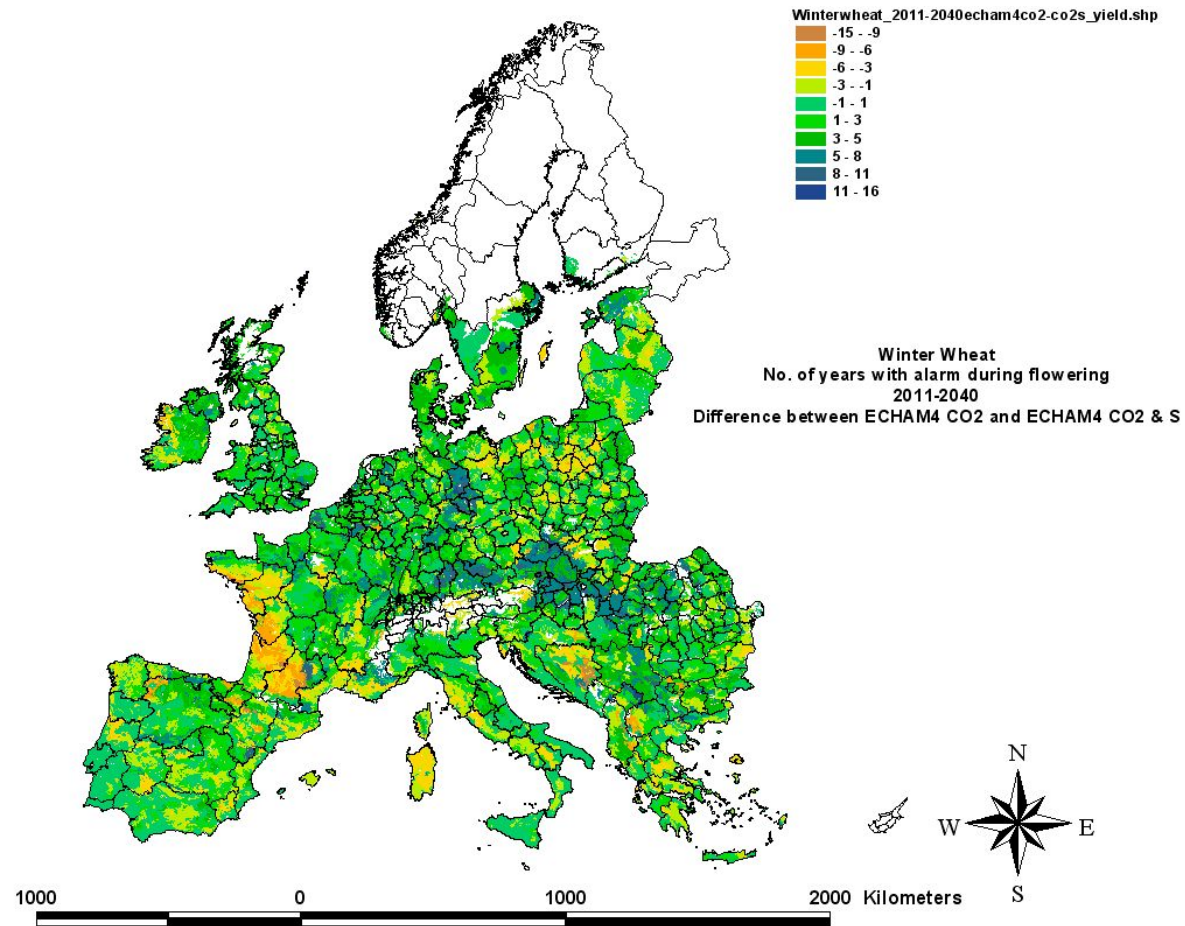 Winterwheat_2011-2040echam4co2-co2s_yield.shp
-15 - -9
-9 - -6
-6 - -3
-3 - -1
-1 - 1
1 - 3
3 - 5
5 - 8
8 - 11
11 - 16
Winter Wheat
No. of years with alarm during flowering
2011-2040
Difference between ECHAM4 CO2 and ECHAM4 CO2 & S
N
W E
S
1000 0 1000 2000 Kilometers